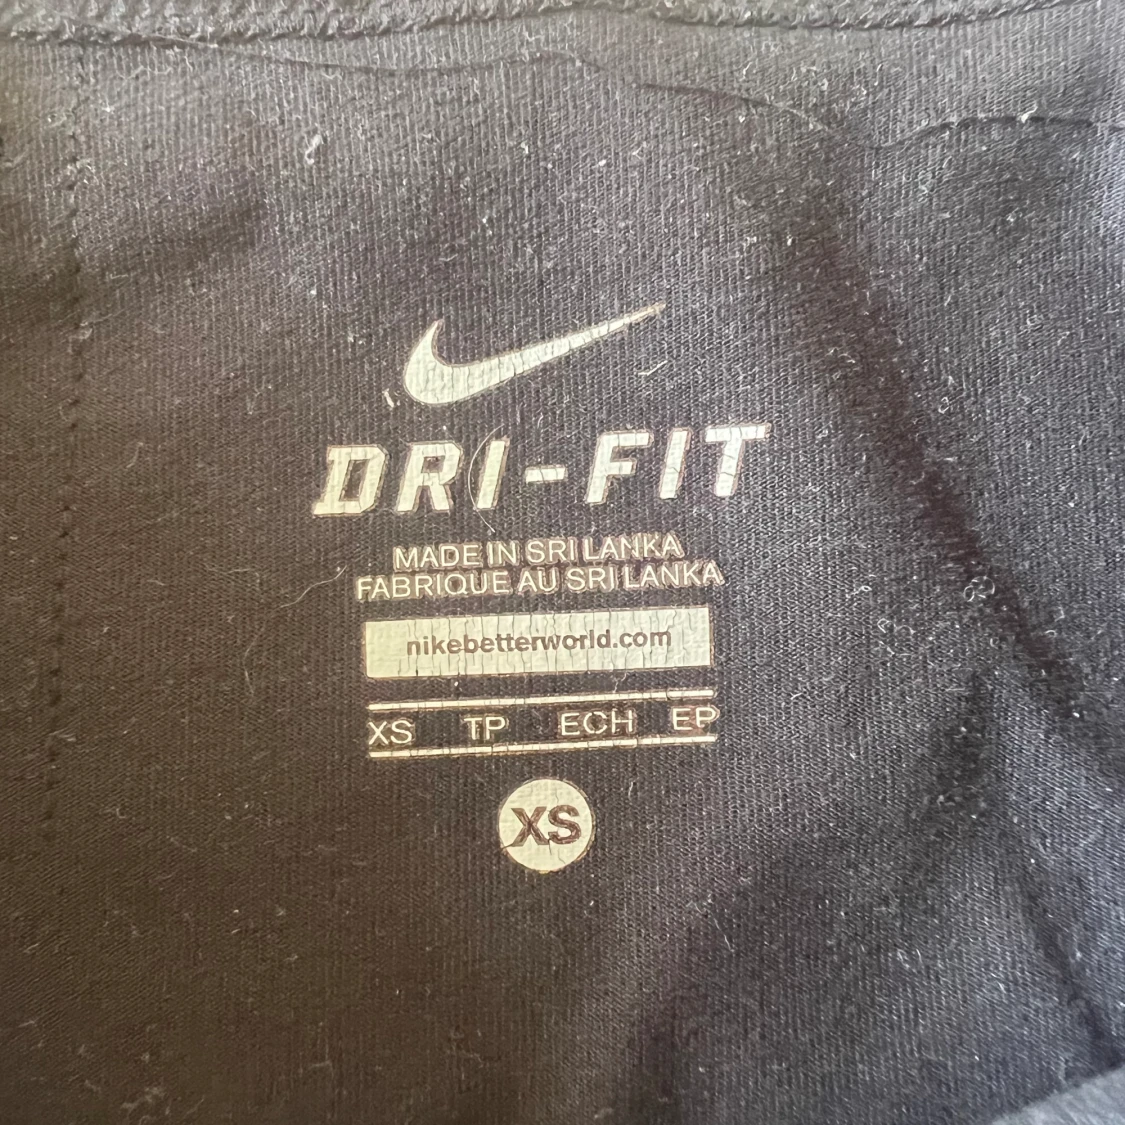 DRI-FIT
MADE IN SRI LANKA
FABRIQUE AU SRI LANKA
nikebetterworld.com
XS TP ECH EP
XS